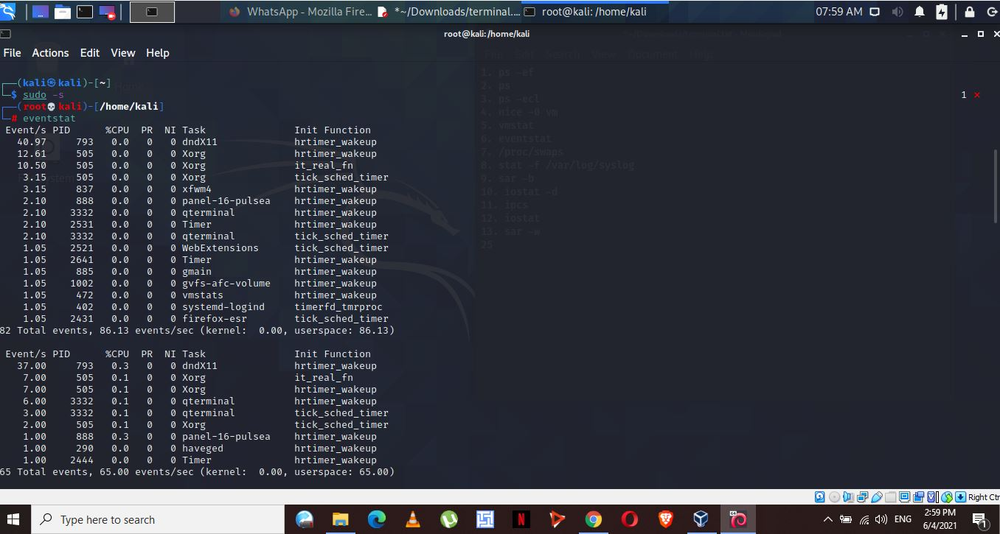 WhatsApp - Mozilla Fire... *~/Downloads/terminal.... root@kali: /home/kali 07:59 AM
root@kali:/home/kali
File Actions Edit View Help
(kali㉿kali)-[~]
$ sudo -s 1 ×
(root💀kali)-[/home/kali]
# eventstat
Event/s PID %CPU PR NI Task Init Function
40.97 793 0.0 0 0 dndX11 hrtimer_wakeup
12.61 505 0.0 0 0 Xorg hrtimer_wakeup
10.50 505 0.0 0 0 Xorg it_real_fn
3.15 505 0.0 0 0 Xorg tick_sched_timer
3.15 837 0.0 0 0 xfwm4 hrtimer_wakeup
2.10 888 0.0 0 0 panel-16-pulsea hrtimer_wakeup
2.10 3332 0.0 0 0 qterminal hrtimer_wakeup
2.10 2531 0.0 0 0 Timer hrtimer_wakeup
2.10 3332 0.0 0 0 qterminal tick_sched_timer
1.05 2521 0.0 0 0 WebExtensions tick_sched_timer
1.05 2641 0.0 0 0 Timer hrtimer_wakeup
1.05 885 0.0 0 0 gmain hrtimer_wakeup
1.05 1002 0.0 0 0 gvfs-afc-volume hrtimer_wakeup
1.05 472 0.0 0 0 vmstats hrtimer_wakeup
1.05 402 0.0 0 0 systemd-logind timerfd_tmrproc
1.05 2431 0.0 0 0 firefox-esr tick_sched_timer
82 Total events, 86.13 events/sec (kernel: 0.00, userspace: 86.13)
Event/s PID %CPU PR NI Task Init Function
37.00 793 0.3 0 0 dndX11 hrtimer_wakeup
7.00 505 0.1 0 0 Xorg it_real_fn
7.00 505 0.1 0 0 Xorg hrtimer_wakeup
6.00 3332 0.1 0 0 qterminal hrtimer_wakeup
3.00 3332 0.1 0 0 qterminal tick_sched_timer
2.00 505 0.1 0 0 Xorg tick_sched_timer
1.00 888 0.3 0 0 panel-16-pulsea hrtimer_wakeup
1.00 290 0.0 0 0 haveged hrtimer_wakeup
1.00 2444 0.0 0 0 Timer hrtimer_wakeup
65 Total events, 65.00 events/sec (kernel: 0.00, userspace: 65.00)
File Edit Search View Document Help
1. ps -ef
2. ps
3. ps -ecl
4. nice -0 vm
5. vmstat
6. eventstat
7. /proc/swaps
8. stat -f /var/log/syslog
9. sar -b
10. iostat -d
11. ipcs
12. iostat
13. sar -w
25
Right Ctr
Type here to search
N
64
ENG
2:59 PM
6/4/2021
1